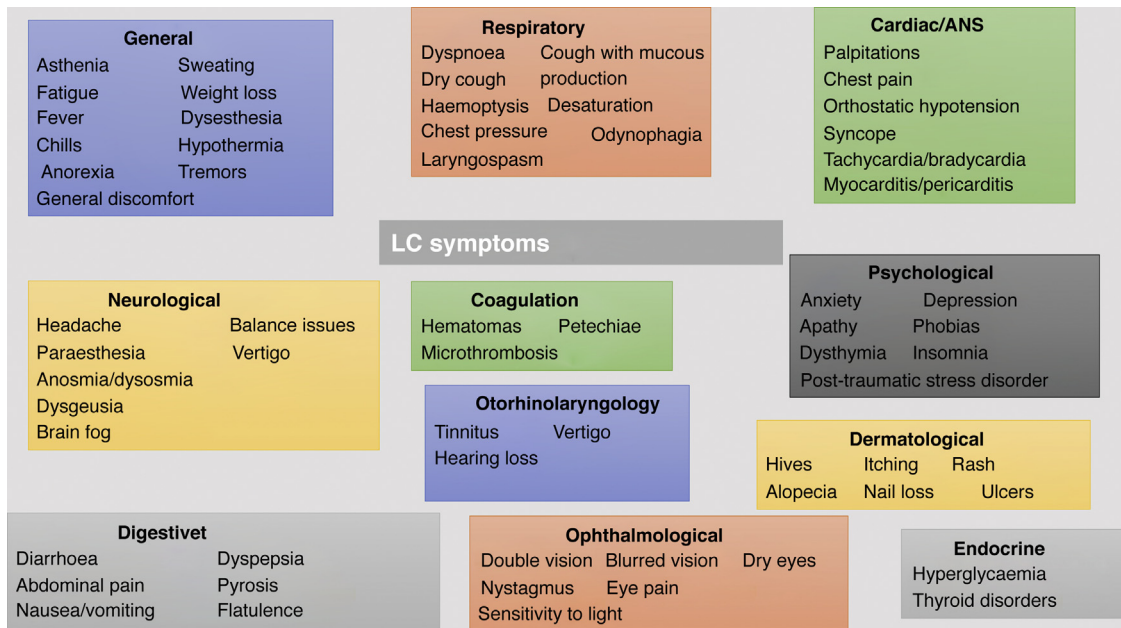 General
Asthenia Sweating
Fatigue Weight loss
Fever Dysesthesia
Chills Hypothermia
Anorexia Tremors
General discomfort
Respiratory
Dyspnoea Cough with mucous
Dry cough production
Haemoptysis Desaturation
Chest pressure Odynophagia
Laryngospasm
Cardiac/ANS
Palpitations
Chest pain
Orthostatic hypotension
Syncope
Tachycardia/bradycardia
Myocarditis/pericarditis
LC symptoms
Neurological
Headache Balance issues
Paraesthesia Vertigo
Anosmia/dysosmia
Dysgeusia
Brain fog
Coagulation
Hematomas Petechiae
Microthrombosis
Psychological
Anxiety Depression
Apathy Phobias
Dysthymia Insomnia
Post-traumatic stress disorder
Otorhinolaryngology
Tinnitus Vertigo
Hearing loss
Dermatological
Hives Itching Rash
Alopecia Nail loss Ulcers
Digestivet
Diarrhoea Dyspepsia
Abdominal pain Pyrosis
Nausea/vomiting Flatulence
Ophthalmological
Double vision Blurred vision Dry eyes
Nystagmus Eye pain
Sensitivity to light
Endocrine
Hyperglycaemia
Thyroid disorders